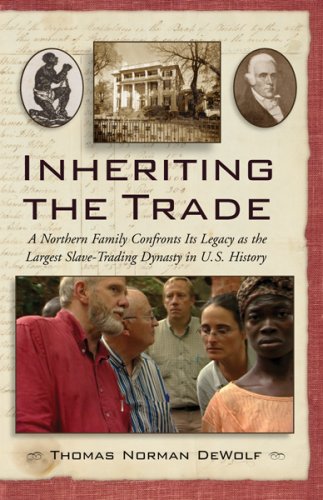 INHERITING
THE TRADE
A Northern Family Confronts Its Legacy as the
Largest Slave-Trading Dynasty in U.S. History
THOMAS NORMAN DEWOLF